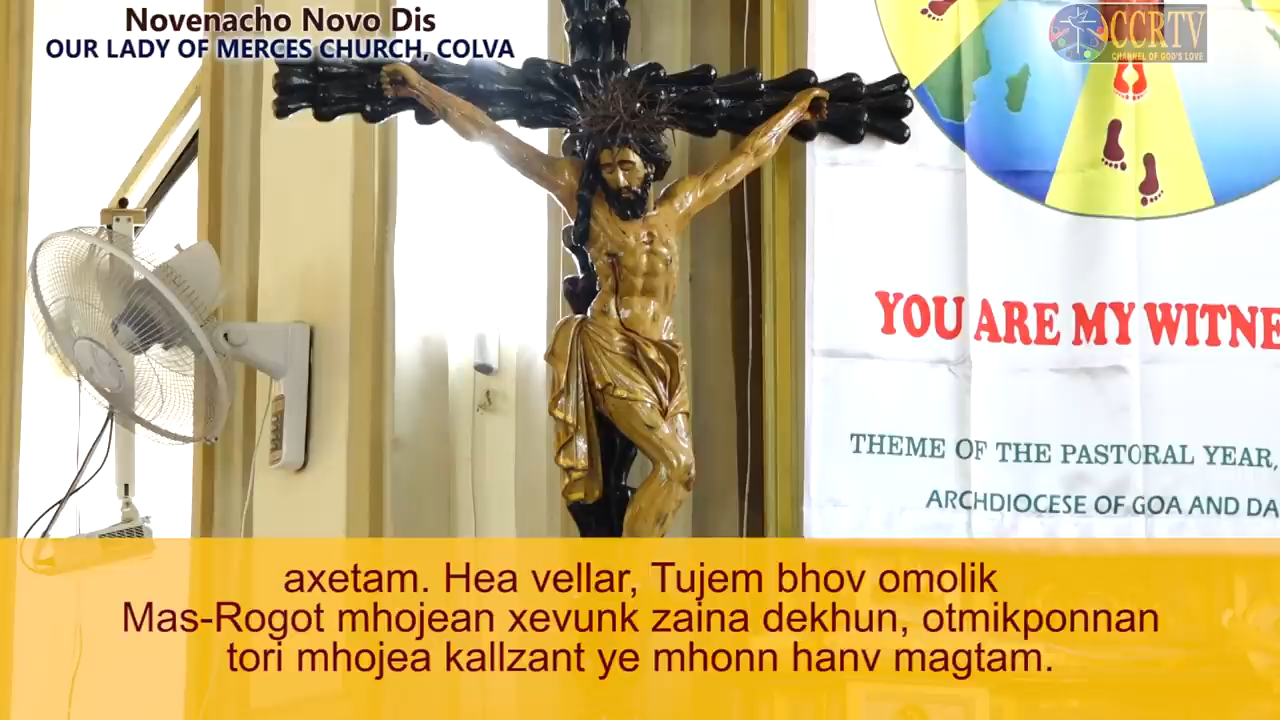 Novenacho Novo Dis
OUR LADY OF MERCES CHURCH, COLVA
CCRTV
CHANNEL OF GOD'S LOVE
YOU ARE MY WITNE
THEME OF THE PASTORAL YEAR,
ARCHDIOCESE OF GOA AND DA
axetam. Hea vellar, Tujem bhov omolik
Mas-Rogot mhojean xevunk zaina dekhun, otmikponnan
tori mhojea kallzant ye mhonn hanv magtam.